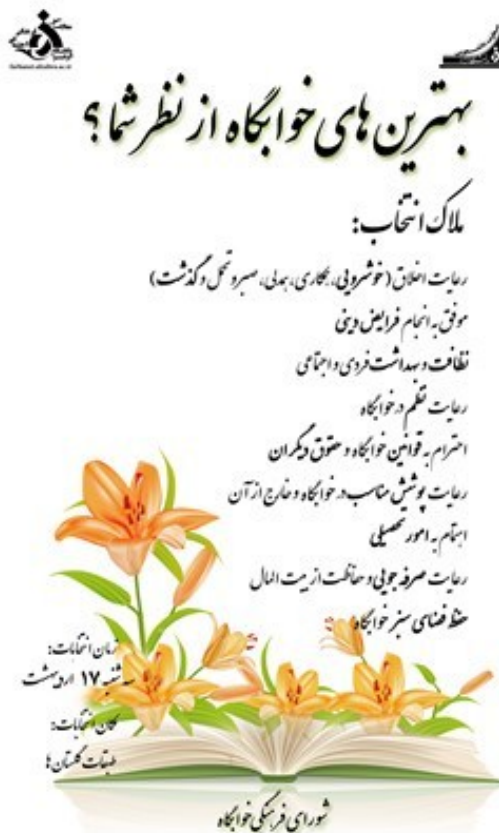 بهترین های خوابگاه از نظر شما؟
ملاک انتخاب:
رعایت اخلاق (خوشرویی، همکاری، همدلی، صبر و تحمل و گذشت)
موفق به انجام فرایض دینی
نظافت و بهداشت فردی و اجتماعی
رعایت نظم در خوابگاه
احترام به قوانین خوابگاه و حقوق دیگران
رعایت پوشش مناسب در خوابگاه و خارج از آن
اهتمام به امور تحصیلی
رعایت صرفه جویی و حفاظت از بیت المال
حفظ فضای سبز خوابگاه
زمان انتخابات:
سه شنبه ۱۷ اردیبهشت
مکان انتخابات:
طبقات گلستان ها
شورای فرهنگی خوابگاه